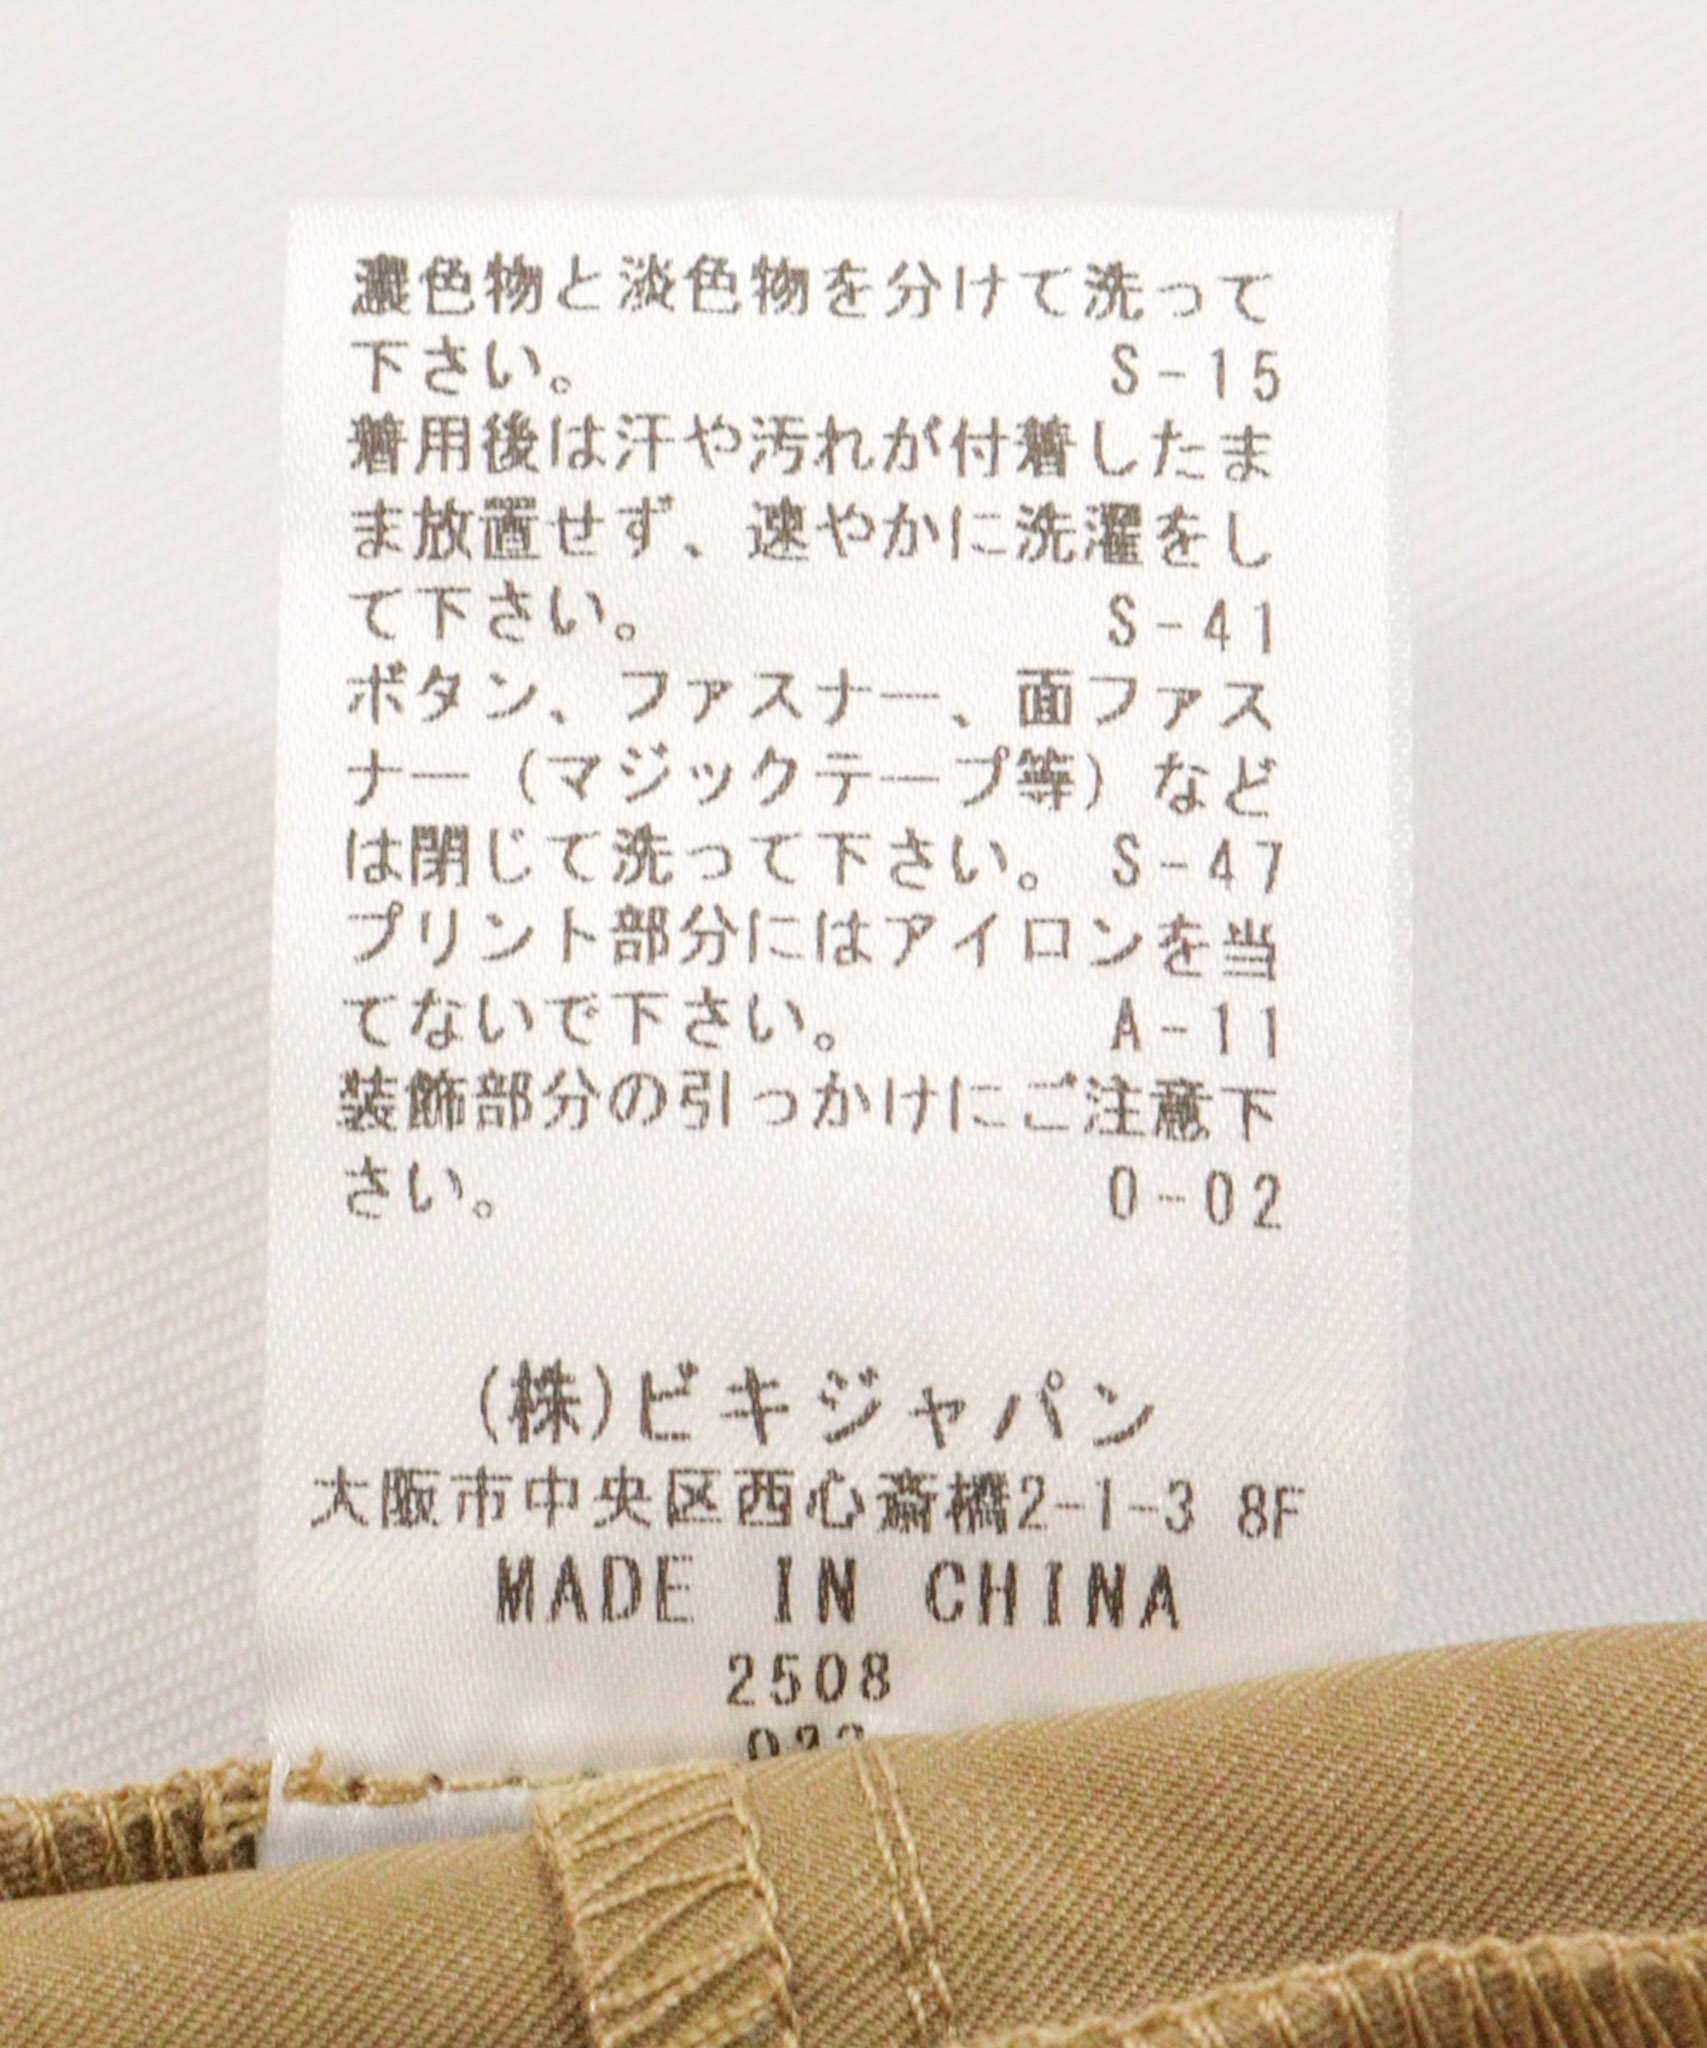 濃色物と淡色物を分けて洗って
下さい。 S-15
着用後は汗や汚れが付着したま
ま放置せず、速やかに洗濯をし
て下さい。 S-41
ボタン、ファスナー、面ファス
ナー（マジックテープ等）など
は閉じて洗って下さい。 S-47
プリント部分にはアイロンを当
てないで下さい。 A-11
装飾部分の引っかけにご注意下
さい。 O-02
(株)ビキジャパン
大阪市中央区西心斎橋2-1-3 8F
MADE IN CHINA
2508